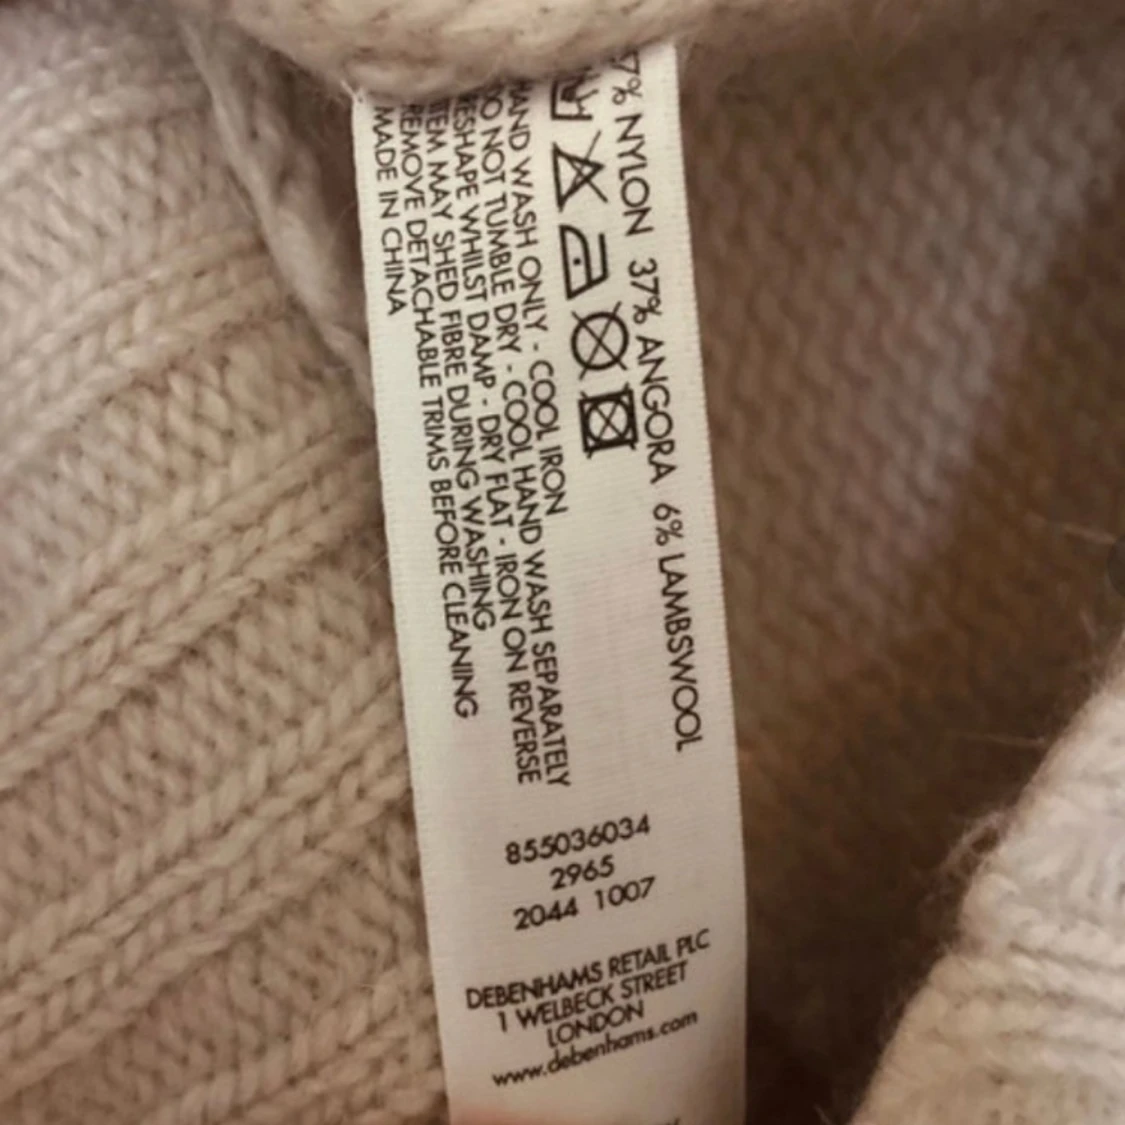 7% NYLON 37% ANGORA 6% LAMBSWOOL
HAND WASH ONLY - COOL IRON
DO NOT TUMBLE DRY - COOL HAND WASH SEPARATELY
RESHAPE WHILST DAMP - DRY FLAT - IRON ON REVERSE
ITEM MAY SHED FIBRE DURING WASHING
REMOVE DETACHABLE TRIMS BEFORE CLEANING
MADE IN CHINA
855036034
2965
2044 1007
DEBENHAMS RETAIL PLC
1 WELBECK STREET
LONDON
www.debenhams.com